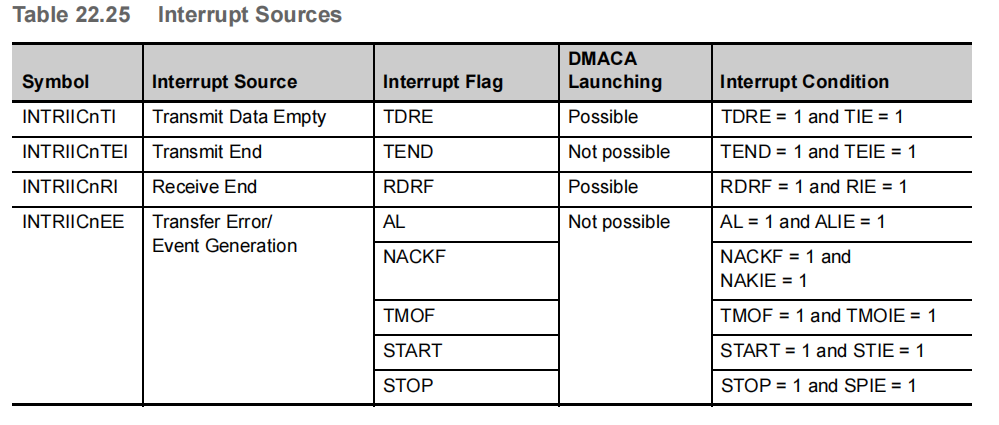 Table 22.25 Interrupt Sources
Symbol Interrupt Source Interrupt Flag DMACA Launching Interrupt Condition
INTRIICnTI Transmit Data Empty TDRE Possible TDRE = 1 and TIE = 1
INTRIICnTEI Transmit End TEND Not possible TEND = 1 and TEIE = 1
INTRIICnRI Receive End RDRF Possible RDRF = 1 and RIE = 1
INTRIICnEE Transfer Error/ AL Not possible AL = 1 and ALIE = 1
Event Generation
NACKF NACKF = 1 and
NAKIE = 1
TMOF TMOF = 1 and TMOIE = 1
START START = 1 and STIE = 1
STOP STOP = 1 and SPIE = 1